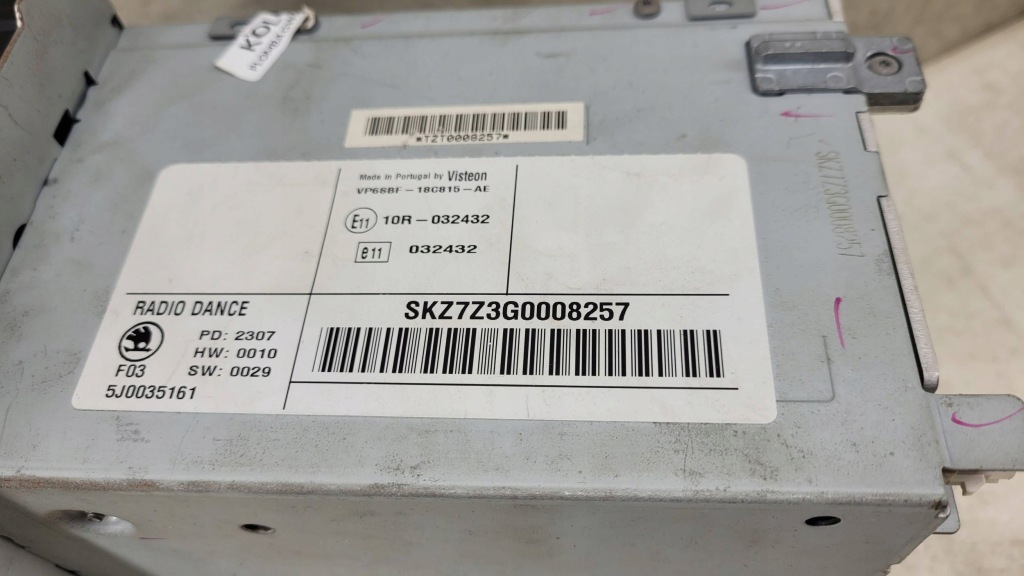 KOL
*TZT0008257*
Made in Portugal by Visteon
VP6SBF-18C815-AE
E11 10R-032432
e11 032432
RADIO DANCE
SKZ7Z3G0008257
PD: 2307
HW: 0010
F03 SW: 0029
5J0035161
SKZ7Z3G0008257